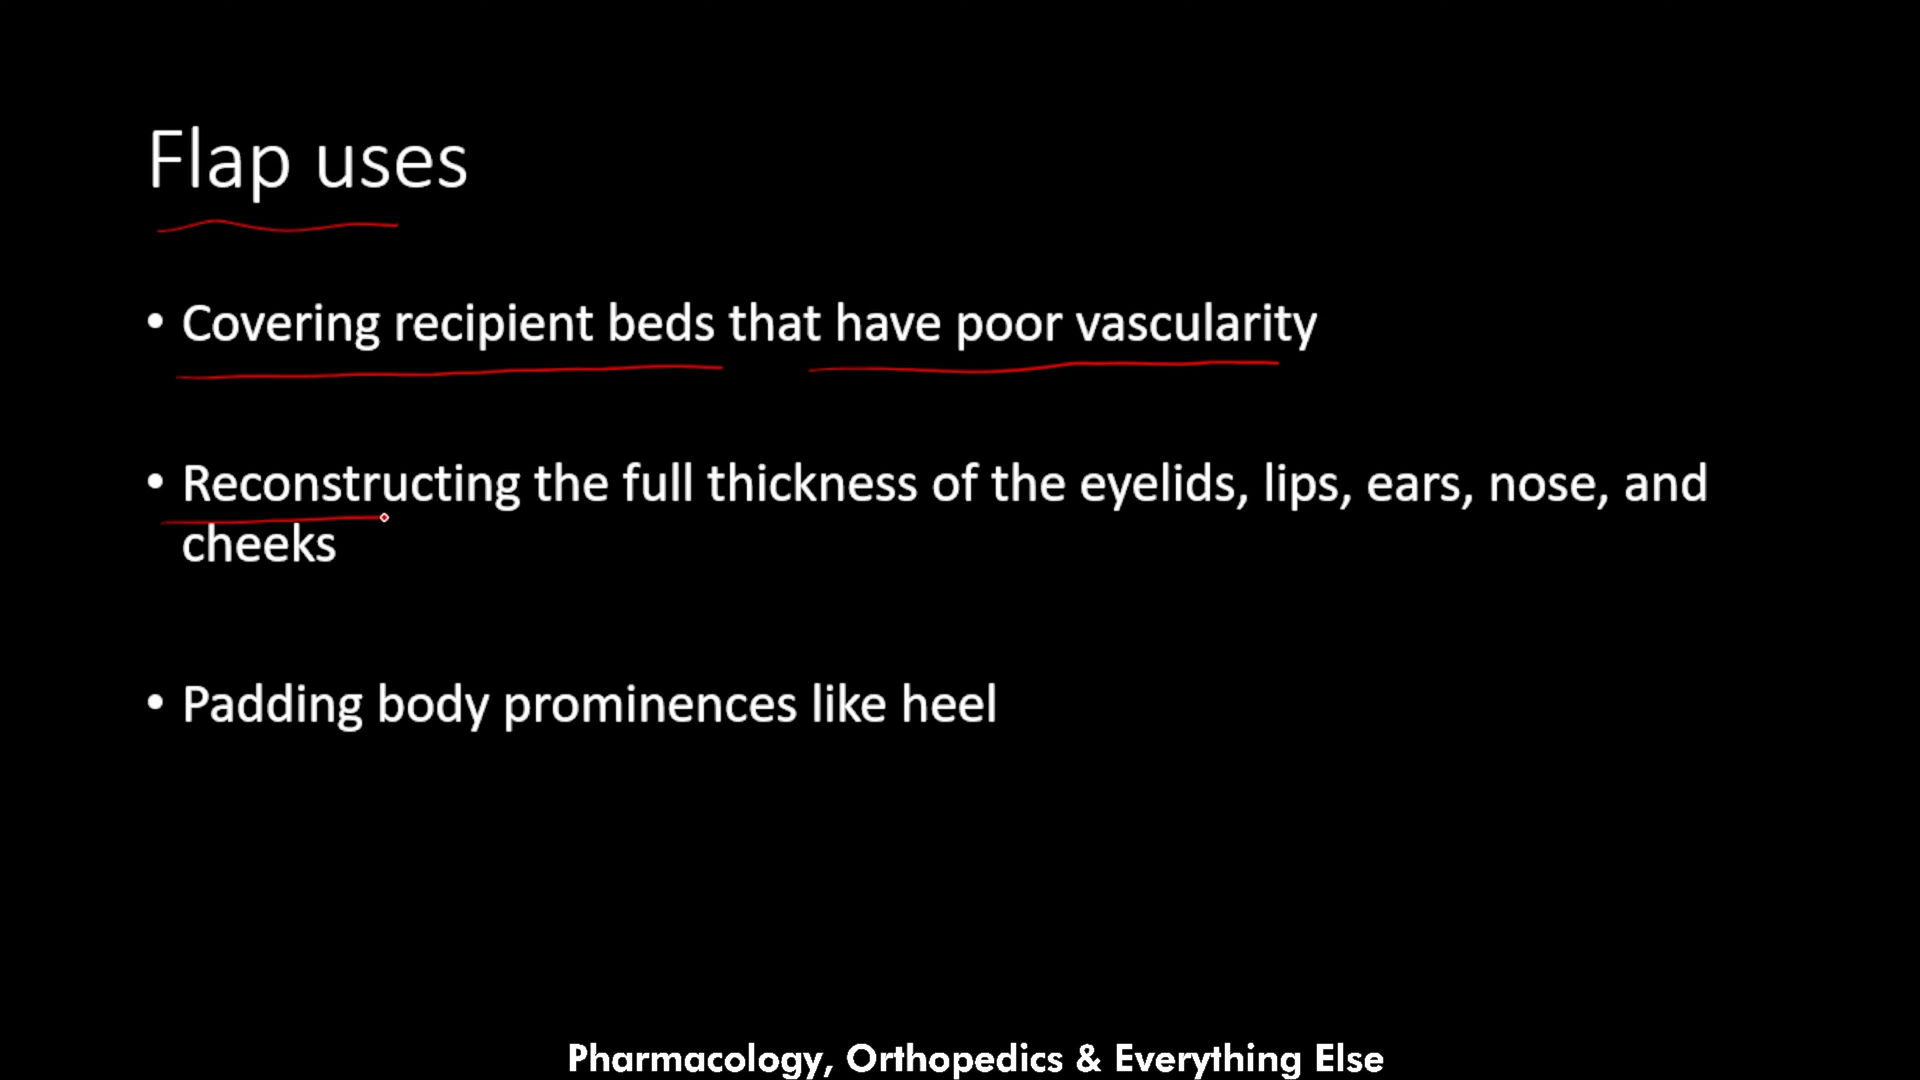 Flap uses
• Covering recipient beds that have poor vascularity
• Reconstructing the full thickness of the eyelids, lips, ears, nose, and
cheeks
• Padding body prominences like heel
Pharmacology, Orthopedics & Everything Else